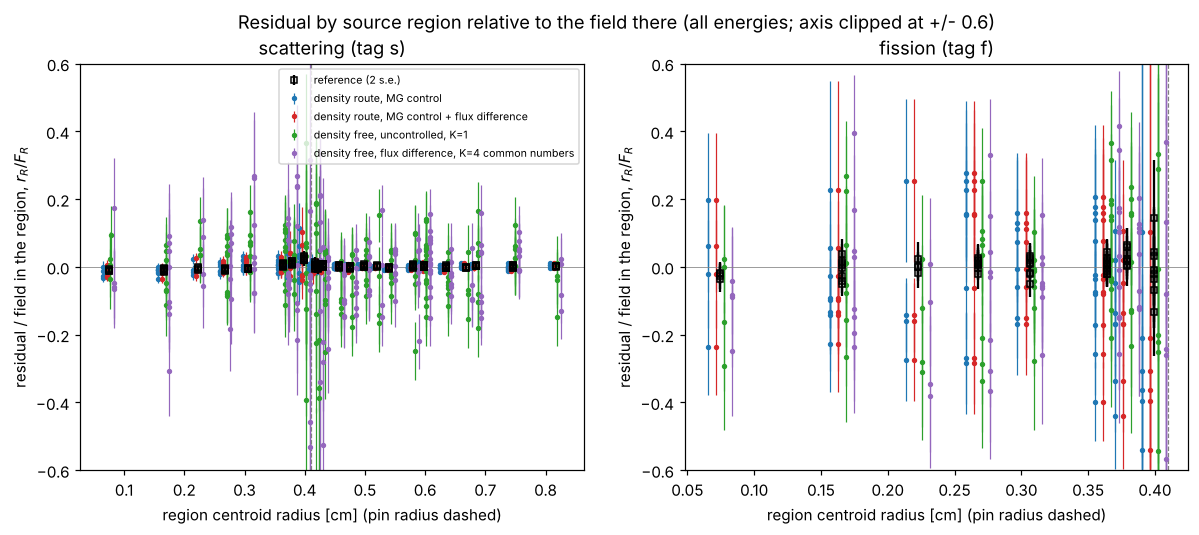 Residual by source region relative to the field there (all energies; axis clipped at +/- 0.6)
scattering (tag s)
fission (tag f)
residual / field in the region, r_R/F_R
0.6
0.4
0.2
0.0
−0.2
−0.4
−0.6
reference (2 s.e.)
density route, MG control
density route, MG control + flux difference
density free, uncontrolled, K=1
density free, flux difference, K=4 common numbers
0.1 0.2 0.3 0.4 0.5 0.6 0.7 0.8
region centroid radius [cm] (pin radius dashed)
residual / field in the region, r_R/F_R
0.6
0.4
0.2
0.0
−0.2
−0.4
−0.6
0.05 0.10 0.15 0.20 0.25 0.30 0.35 0.40
region centroid radius [cm] (pin radius dashed)